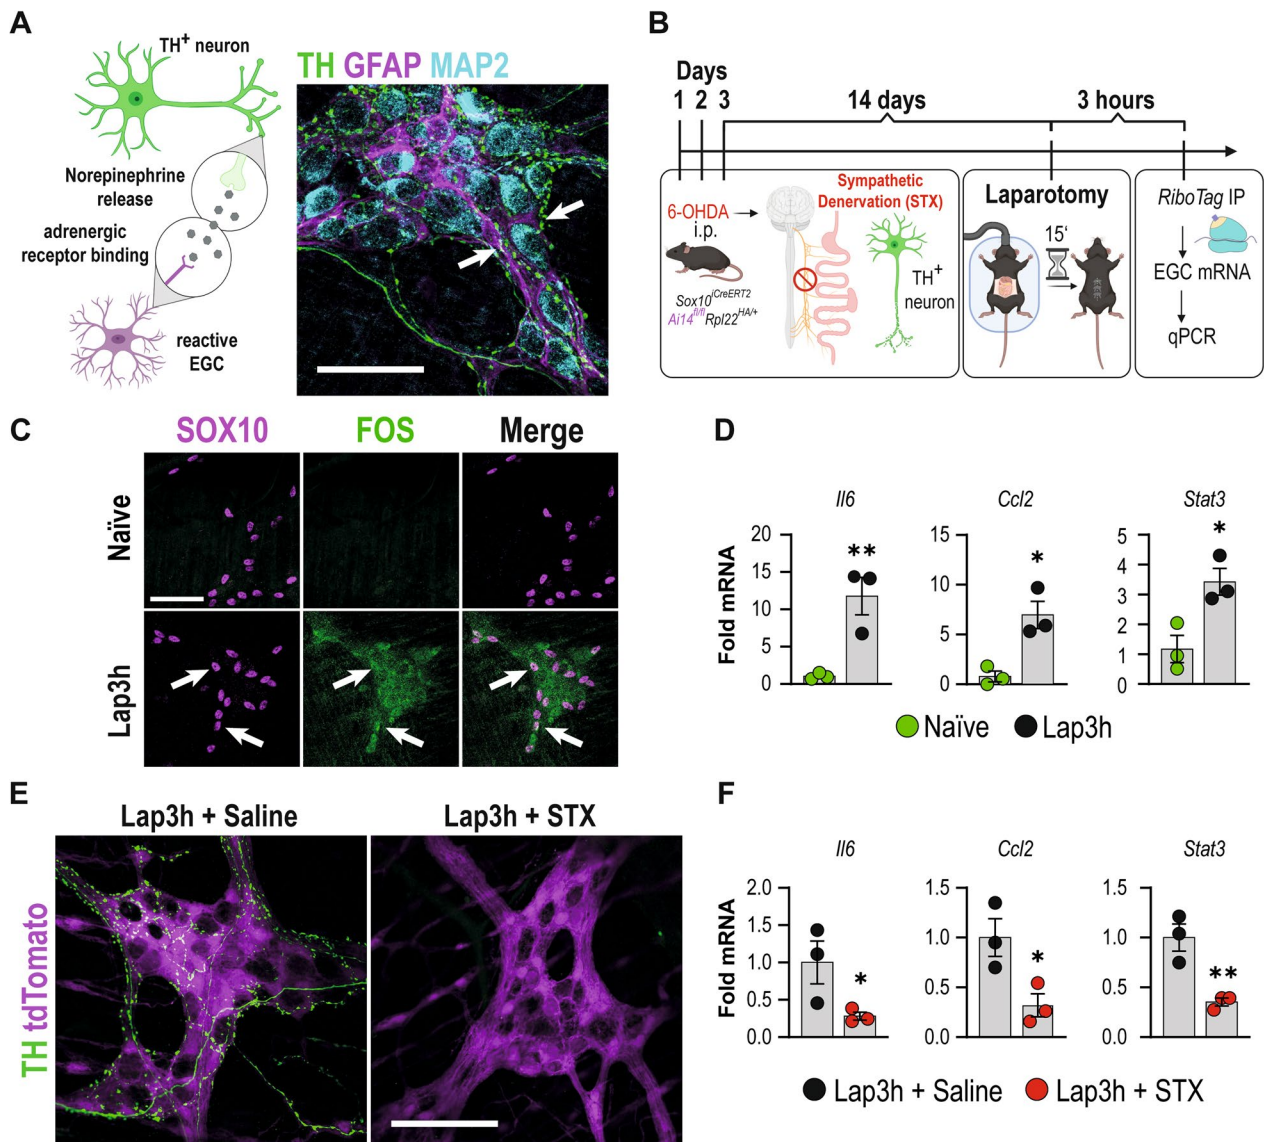 A
TH+ neuron
Norepinephrine
release
adrenergic
receptor binding
reactive
EGC
TH GFAP MAP2
B
Days
1 2 3
14 days
3 hours
6-OHDA
i.p.
Sox10iCreERT2
Ai14fl/fl Rpl22HA/+
Sympathetic
Denervation (STX)
TH+
neuron
Laparotomy
15‘
RiboTag IP
EGC mRNA
qPCR
C
SOX10 FOS Merge
Naïve
Lap3h
D
Il6
Fold mRNA
20
15
10
5
0
**
Ccl2
15
10
5
0
*
Stat3
5
4
3
2
1
0
*
Naïve Lap3h
E
Lap3h + Saline Lap3h + STX
TH tdTomato
F
Il6
Fold mRNA
2.0
1.5
1.0
0.5
0.0
*
Ccl2
1.5
1.0
0.5
0.0
*
Stat3
1.5
1.0
0.5
0.0
**
Lap3h + Saline Lap3h + STX